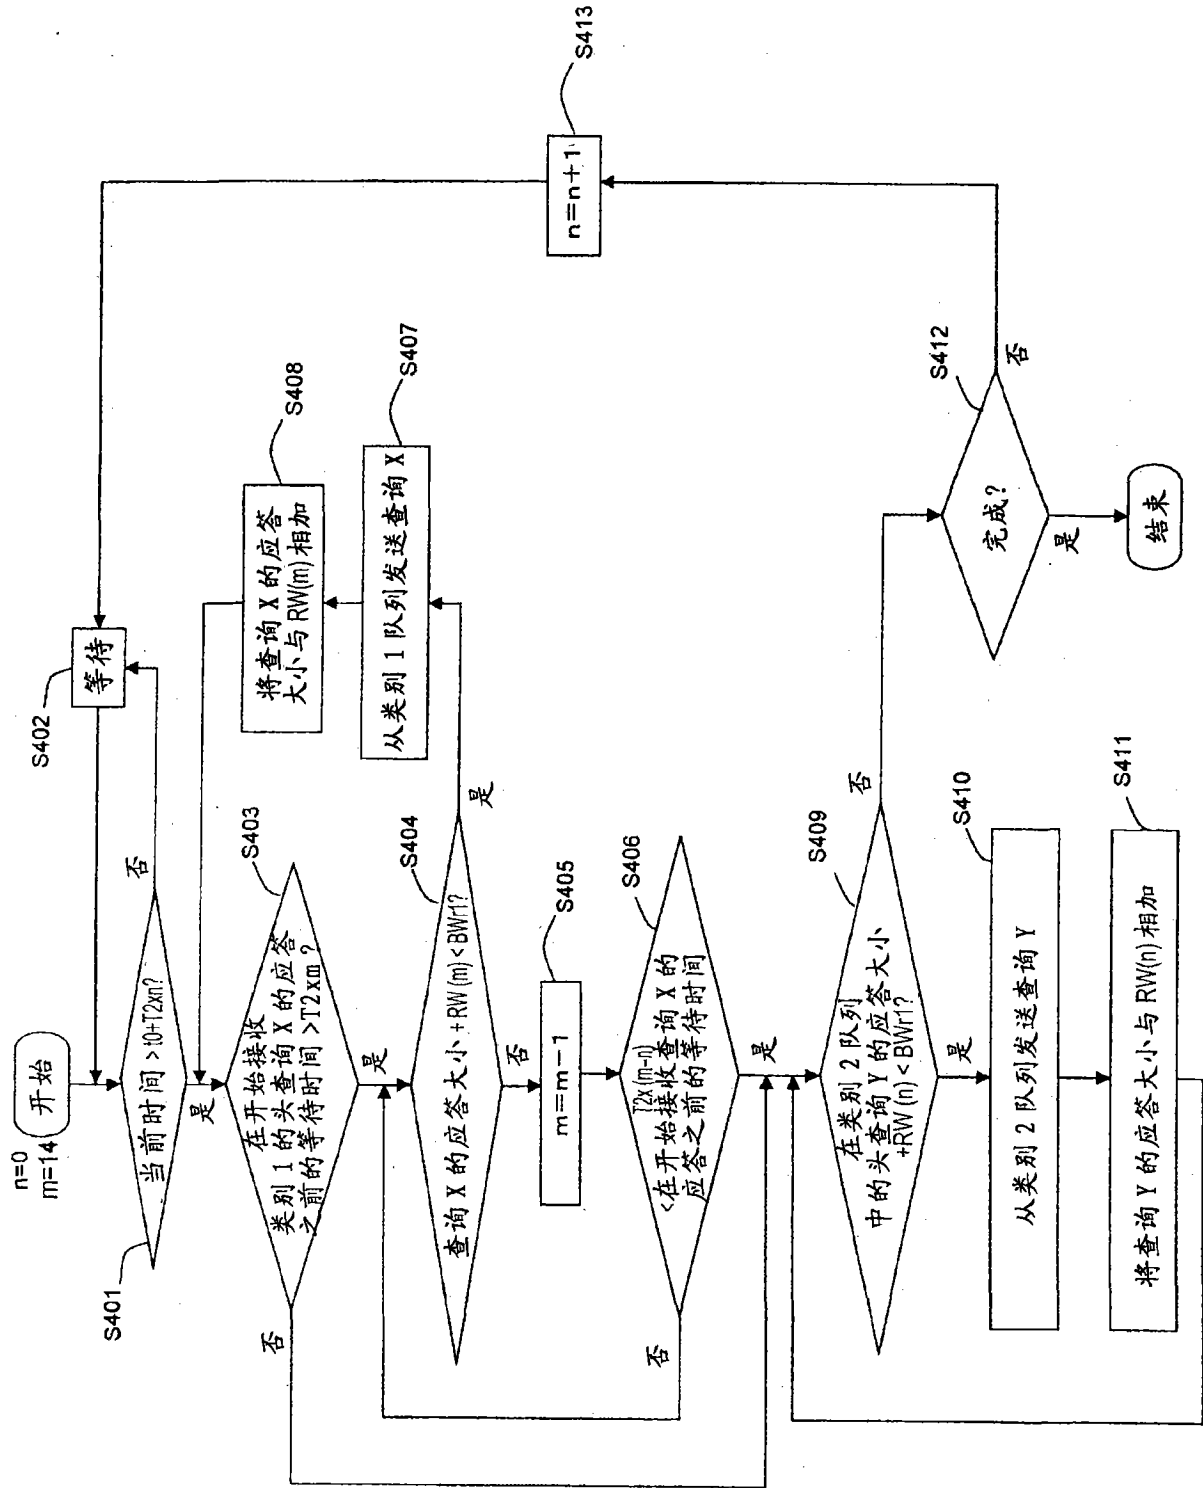 n=0
m=14
开始
S401
当前时间 > t0+T2xn?
否
是
S402
等待
S403
在开始接收
类别 1 的头查询 X 的应答
之前的等待时间 >T2xm ?
否
是
S404
查询 X 的应答大小 + RW (m) < BWr1?
是
否
S407
从类别 1 队列发送查询 X
S408
将查询 X 的应答
大小与 RW(m) 相加
S405
m=m−1
S406
T2x (m−n)
<在开始接收查询 X 的
应答之前的等待时间
否
是
S409
在类别 2 队列
中的头查询 Y 的应答大小
+RW (n) < BWr1?
否
是
S410
从类别 2 队列发送查询 Y
S411
将查询 Y 的应答大小与 RW(n) 相加
S412
完成?
否
是
结束
S413
n=n+1